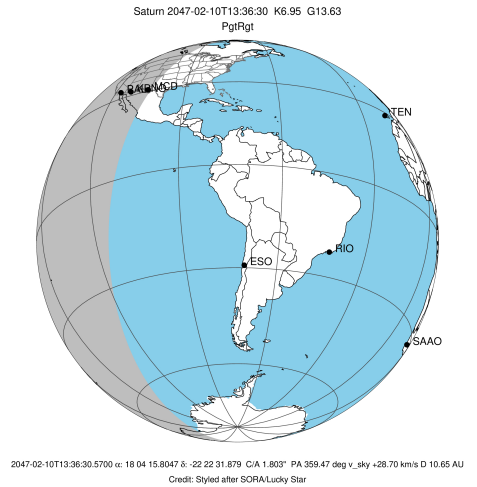 Saturn 2047-02-10T13:36:30 K6.95 G13.63
PgtRgt
MCD
TEN
ESO
RIO
SAAO
2047-02-10T13:36:30.5700 α: 18 04 15.8047 δ: -22 22 31.879 C/A 1.803" PA 359.47 deg v_sky +28.70 km/s D 10.65 AU
Credit: Styled after SORA/Lucky Star